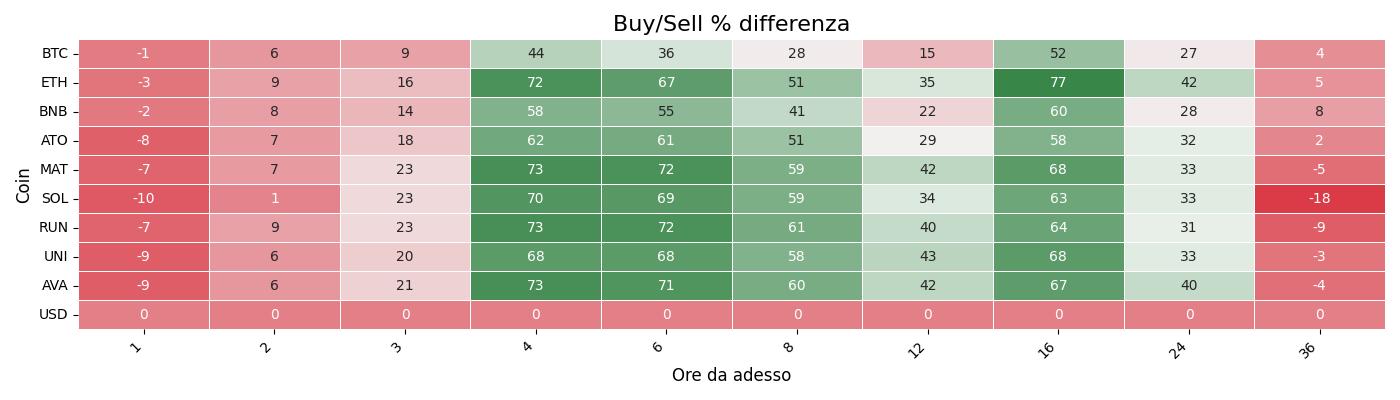 Buy/Sell % differenza
Coin
BTC -1 6 9 44 36 28 15 52 27 4
ETH -3 9 16 72 67 51 35 77 42 5
BNB -2 8 14 58 55 41 22 60 28 8
ATO -8 7 18 62 61 51 29 58 32 2
MAT -7 7 23 73 72 59 42 68 33 -5
SOL -10 1 23 70 69 59 34 63 33 -18
RUN -7 9 23 73 72 61 40 64 31 -9
UNI -9 6 20 68 68 58 43 68 33 -3
AVA -9 6 21 73 71 60 42 67 40 -4
USD 0 0 0 0 0 0 0 0 0 0
1 2 3 4 6 8 12 16 24 36
Ore da adesso